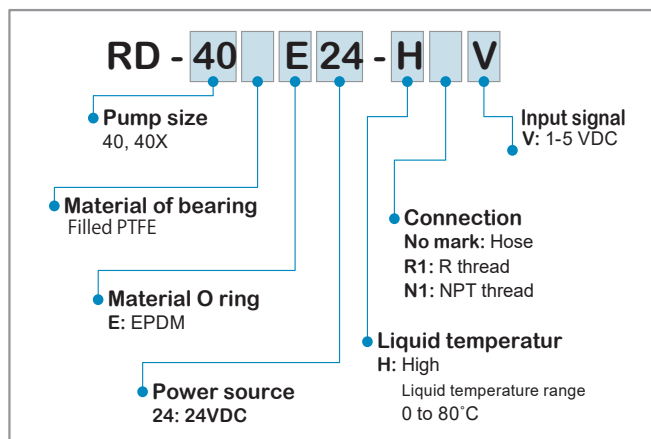 RD - 40 E 24 - H V
Pump size
40, 40X
Input signal
V: 1-5 VDC
Material of bearing
Filled PTFE
Connection
No mark: Hose
R1: R thread
N1: NPT thread
Material O ring
E: EPDM
Liquid temperatur
H: High
Liquid temperature range
0 to 80˚C
Power source
24: 24VDC